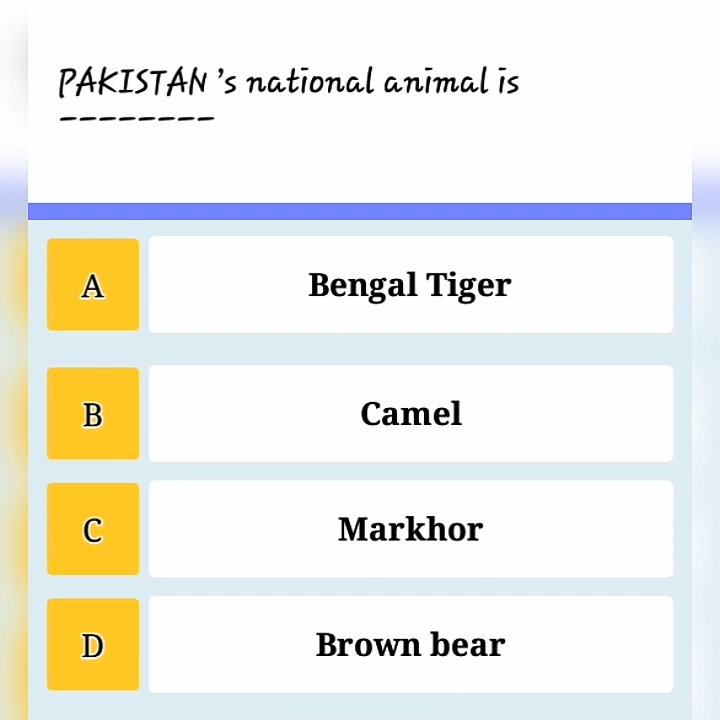 PAKISTAN 's national animal is
--------
A
Bengal Tiger
B
Camel
C
Markhor
D
Brown bear